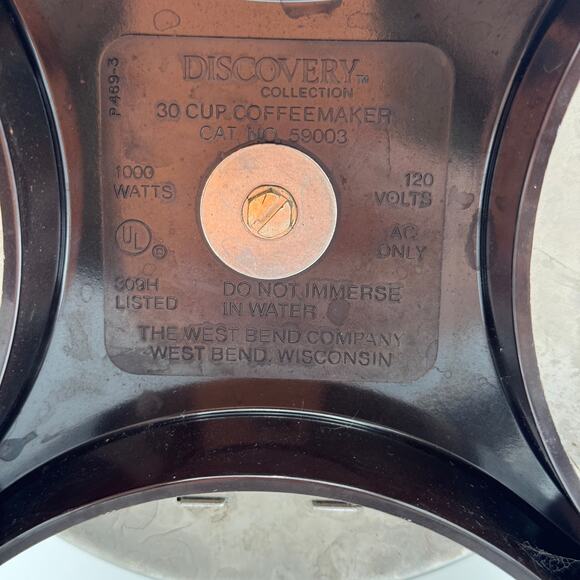 P469-3
DISCOVERY™
COLLECTION
30 CUP COFFEEMAKER
CAT. NO. 59003
1000
WATTS
120
VOLTS
UL ©
AC
ONLY
309H
LISTED
DO NOT IMMERSE
IN WATER
THE WEST BEND COMPANY
WEST BEND, WISCONSIN